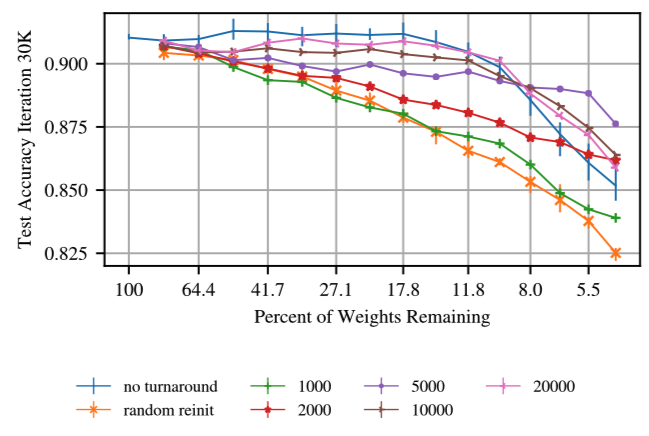 Test Accuracy Iteration 30K
0.900
0.875
0.850
0.825
100 64.4 41.7 27.1 17.8 11.8 8.0 5.5
Percent of Weights Remaining
no turnaround 1000 5000 20000
random reinit 2000 10000